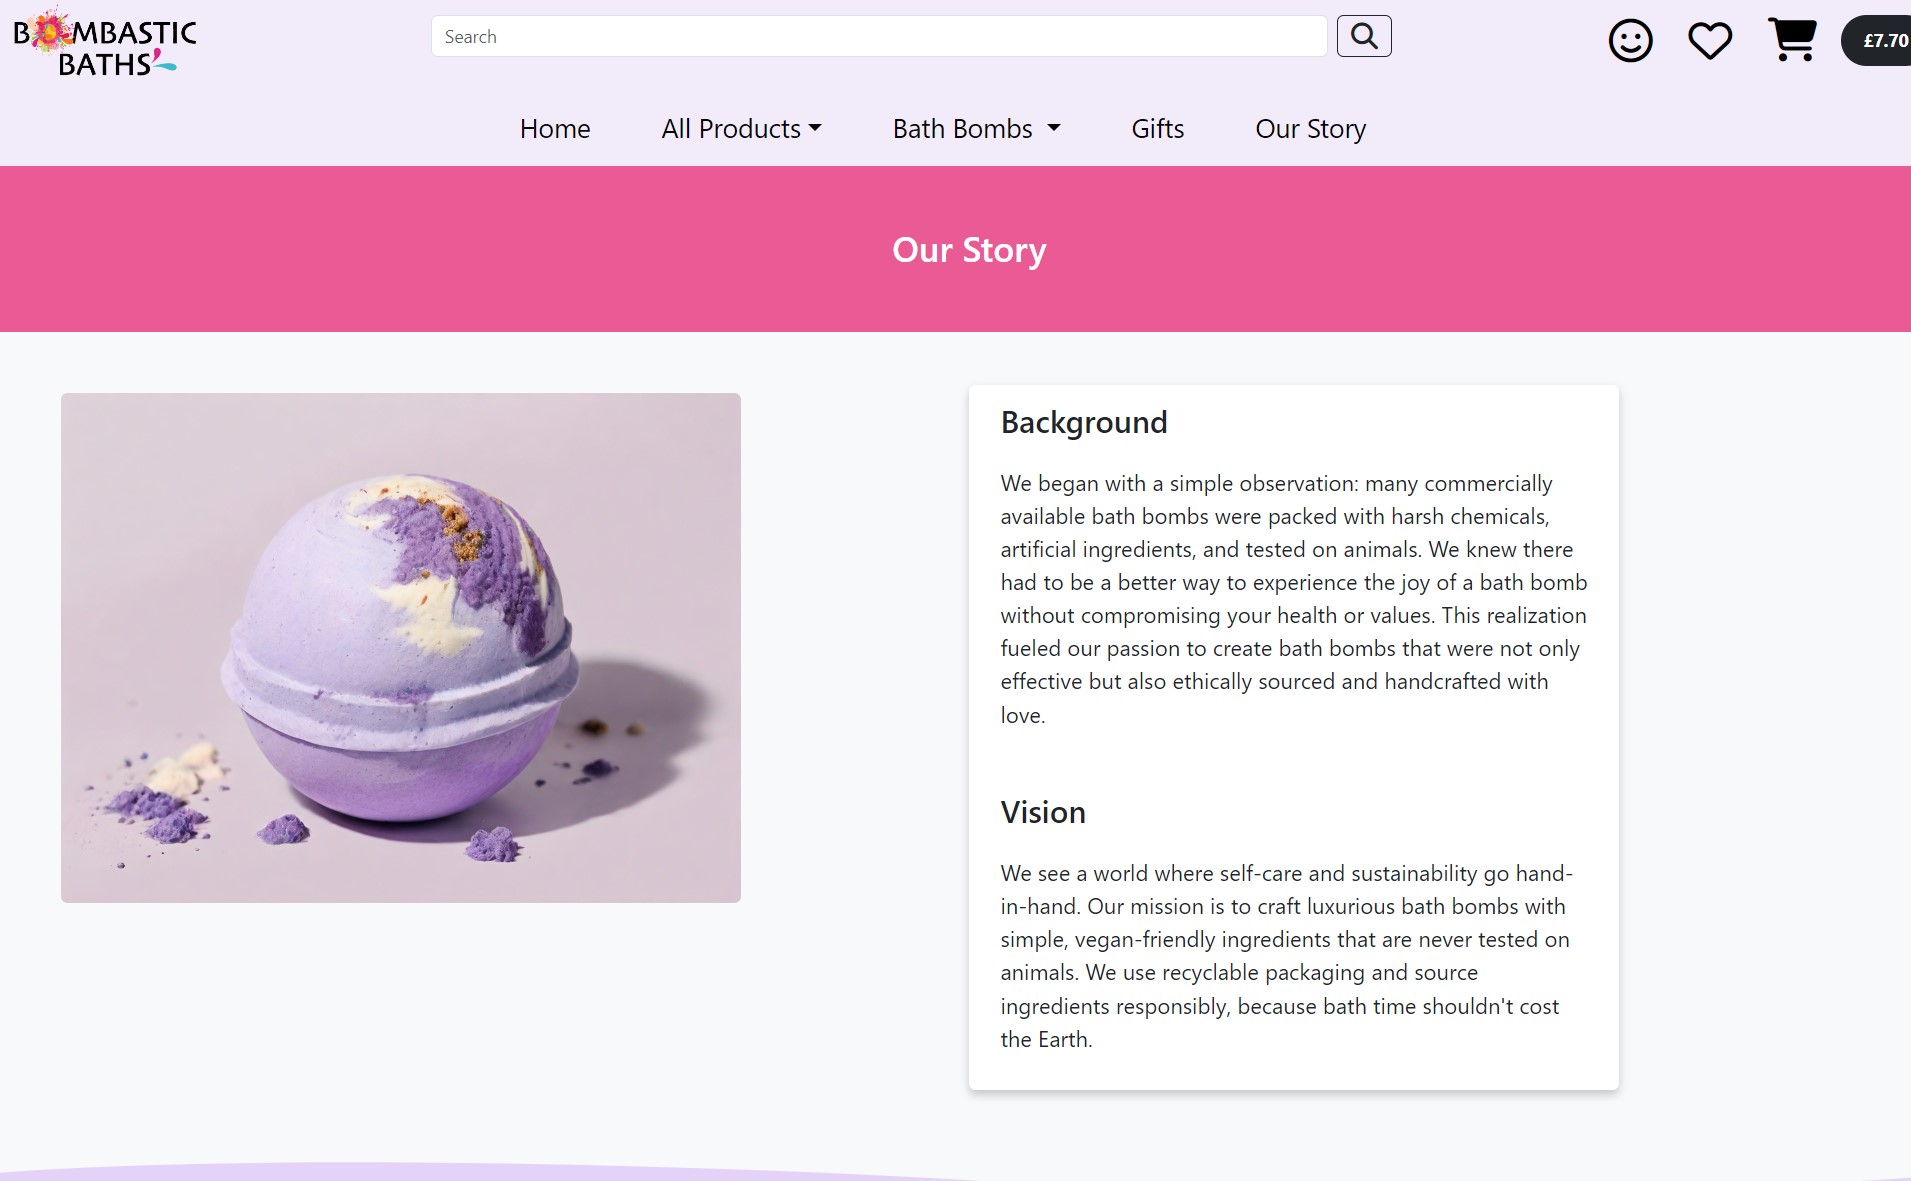 BOMBASTIC
BATHS
Search
£7.70
Home
All Products
Bath Bombs
Gifts
Our Story
Our Story
Background
We began with a simple observation: many commercially
available bath bombs were packed with harsh chemicals,
artificial ingredients, and tested on animals. We knew there
had to be a better way to experience the joy of a bath bomb
without compromising your health or values. This realization
fueled our passion to create bath bombs that were not only
effective but also ethically sourced and handcrafted with
love.
Vision
We see a world where self-care and sustainability go hand-
in-hand. Our mission is to craft luxurious bath bombs with
simple, vegan-friendly ingredients that are never tested on
animals. We use recyclable packaging and source
ingredients responsibly, because bath time shouldn't cost
the Earth.